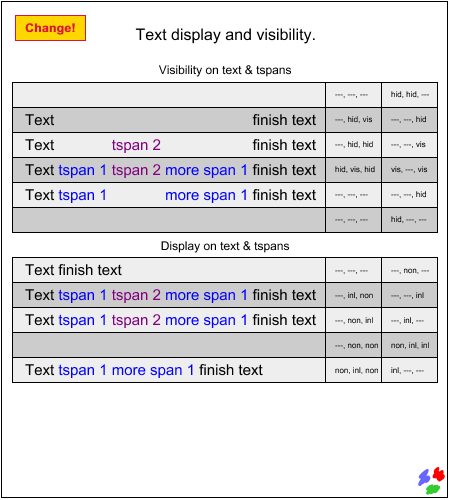 Change!
Text display and visibility.
Visibility on text & tspans
---, ---, --- hid, hid, ---
Text finish text ---, hid, vis ---, ---, hid
Text tspan 2 finish text ---, hid, hid ---, ---, vis
Text tspan 1 tspan 2 more span 1 finish text hid, vis, hid vis, ---, vis
Text tspan 1 more span 1 finish text ---, ---, --- ---, ---, hid
---, ---, --- hid, ---, ---
Display on text & tspans
Text finish text ---, ---, --- ---, non, ---
Text tspan 1 tspan 2 more span 1 finish text ---, inl, non ---, ---, inl
Text tspan 1 tspan 2 more span 1 finish text ---, non, inl ---, inl, ---
---, non, non non, inl, inl
Text tspan 1 more span 1 finish text non, inl, non inl, ---, ---